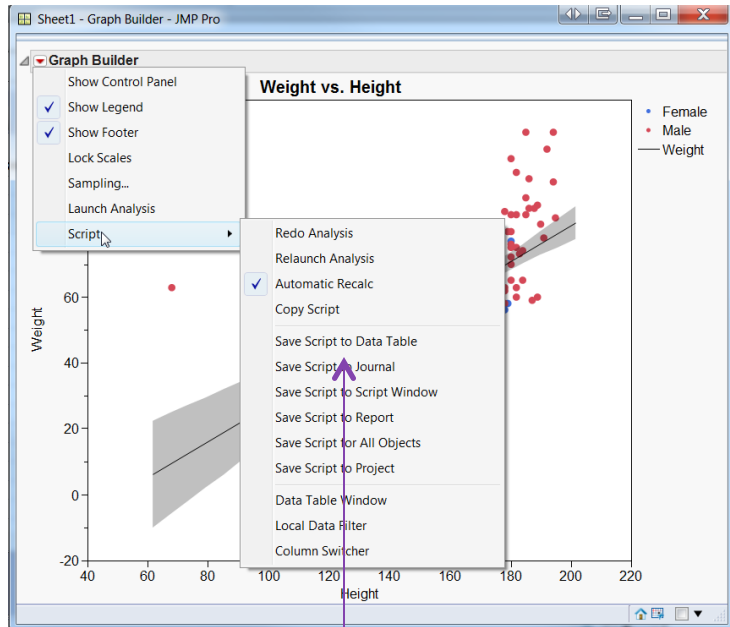 Sheet1 - Graph Builder - JMP Pro
Graph Builder
Show Control Panel
Show Legend
Show Footer
Lock Scales
Sampling...
Launch Analysis
Script
Weight vs. Height
Female
Male
Weight
Redo Analysis
Relaunch Analysis
Automatic Recalc
Copy Script
Save Script to Data Table
Save Script to Journal
Save Script to Script Window
Save Script to Report
Save Script for All Objects
Save Script to Project
Data Table Window
Local Data Filter
Column Switcher
Weight
60
40
20
0
-20
40 60 80 100 120 140 160 180 200 220
Height